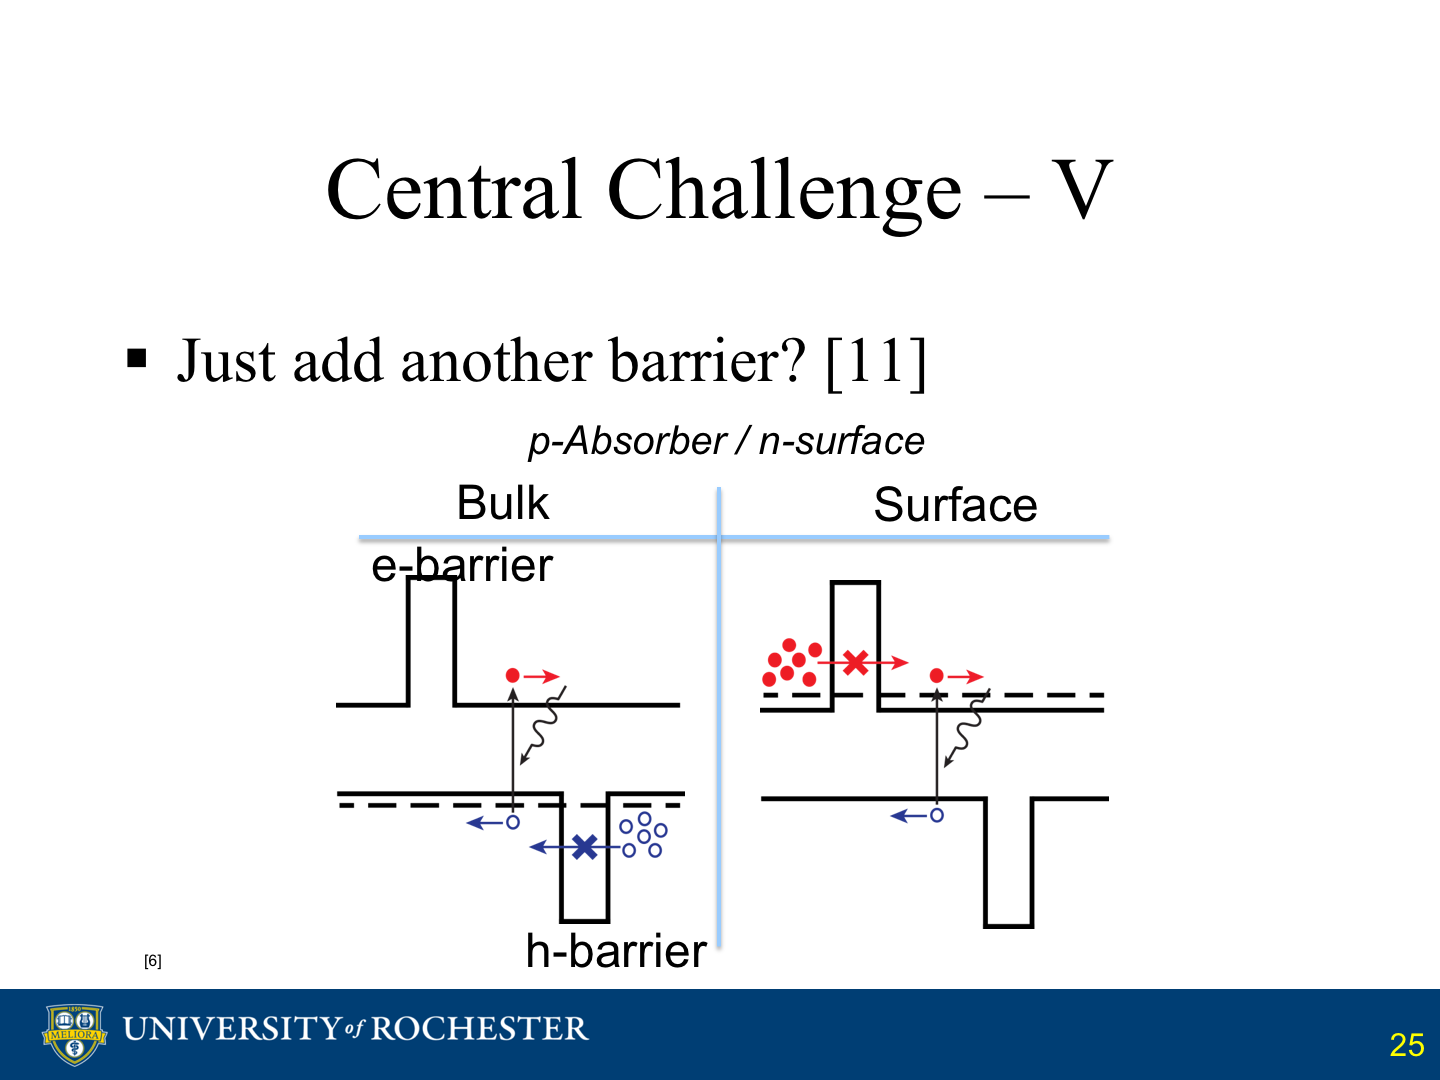 Central Challenge – V
▪ Just add another barrier? [11]
p-Absorber / n-surface
Bulk
Surface
e-barrier
h-barrier
[6]
1850
MELIORA
UNIVERSITY of ROCHESTER
25